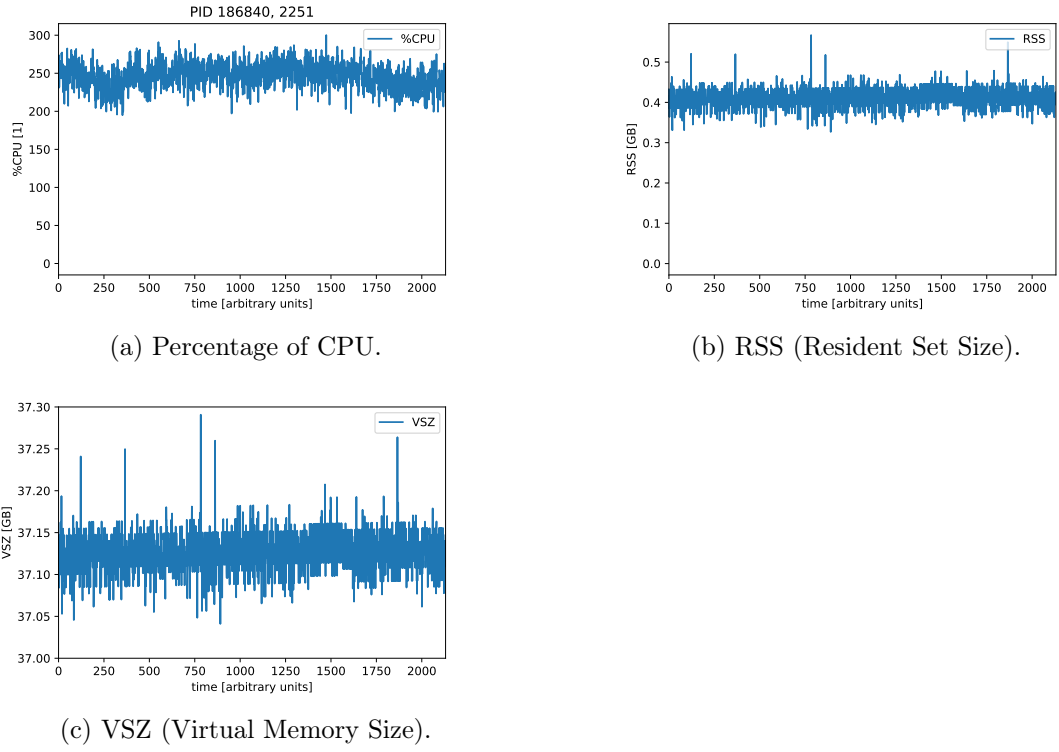 PID 186840, 2251
%CPU
300
250
200
150
100
50
0
%CPU [1]
0 250 500 750 1000 1250 1500 1750 2000
time [arbitrary units]
(a) Percentage of CPU.
RSS
0.5
0.4
0.3
0.2
0.1
0.0
RSS [GB]
0 250 500 750 1000 1250 1500 1750 2000
time [arbitrary units]
(b) RSS (Resident Set Size).
VSZ
37.30
37.25
37.20
37.15
37.10
37.05
37.00
VSZ [GB]
0 250 500 750 1000 1250 1500 1750 2000
time [arbitrary units]
(c) VSZ (Virtual Memory Size).